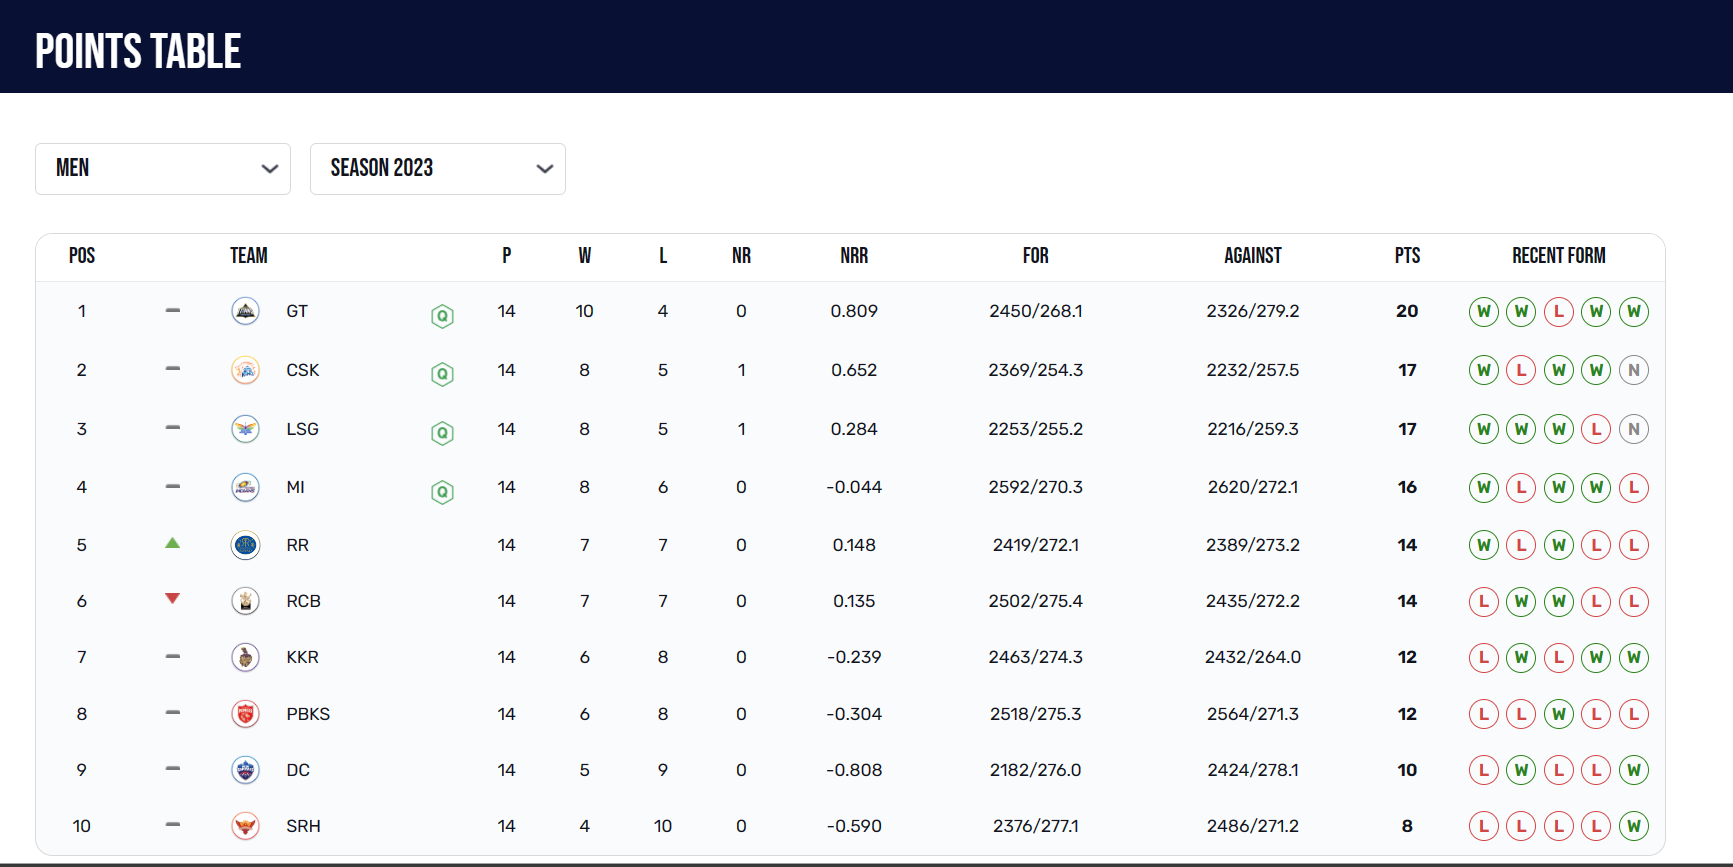 POINTS TABLE
MEN SEASON 2023
POS TEAM P W L NR NRR FOR AGAINST PTS RECENT FORM
1 GT Q 14 10 4 0 0.809 2450/268.1 2326/279.2 20 W W L W W
2 CSK Q 14 8 5 1 0.652 2369/254.3 2232/257.5 17 W L W W N
3 LSG Q 14 8 5 1 0.284 2253/255.2 2216/259.3 17 W W W L N
4 MI Q 14 8 6 0 -0.044 2592/270.3 2620/272.1 16 W L W W L
5 RR 14 7 7 0 0.148 2419/272.1 2389/273.2 14 W L W L L
6 RCB 14 7 7 0 0.135 2502/275.4 2435/272.2 14 L W W L L
7 KKR 14 6 8 0 -0.239 2463/274.3 2432/264.0 12 L W L W W
8 PBKS 14 6 8 0 -0.304 2518/275.3 2564/271.3 12 L L W L L
9 DC 14 5 9 0 -0.808 2182/276.0 2424/278.1 10 L W L L W
10 SRH 14 4 10 0 -0.590 2376/277.1 2486/271.2 8 L L L L W